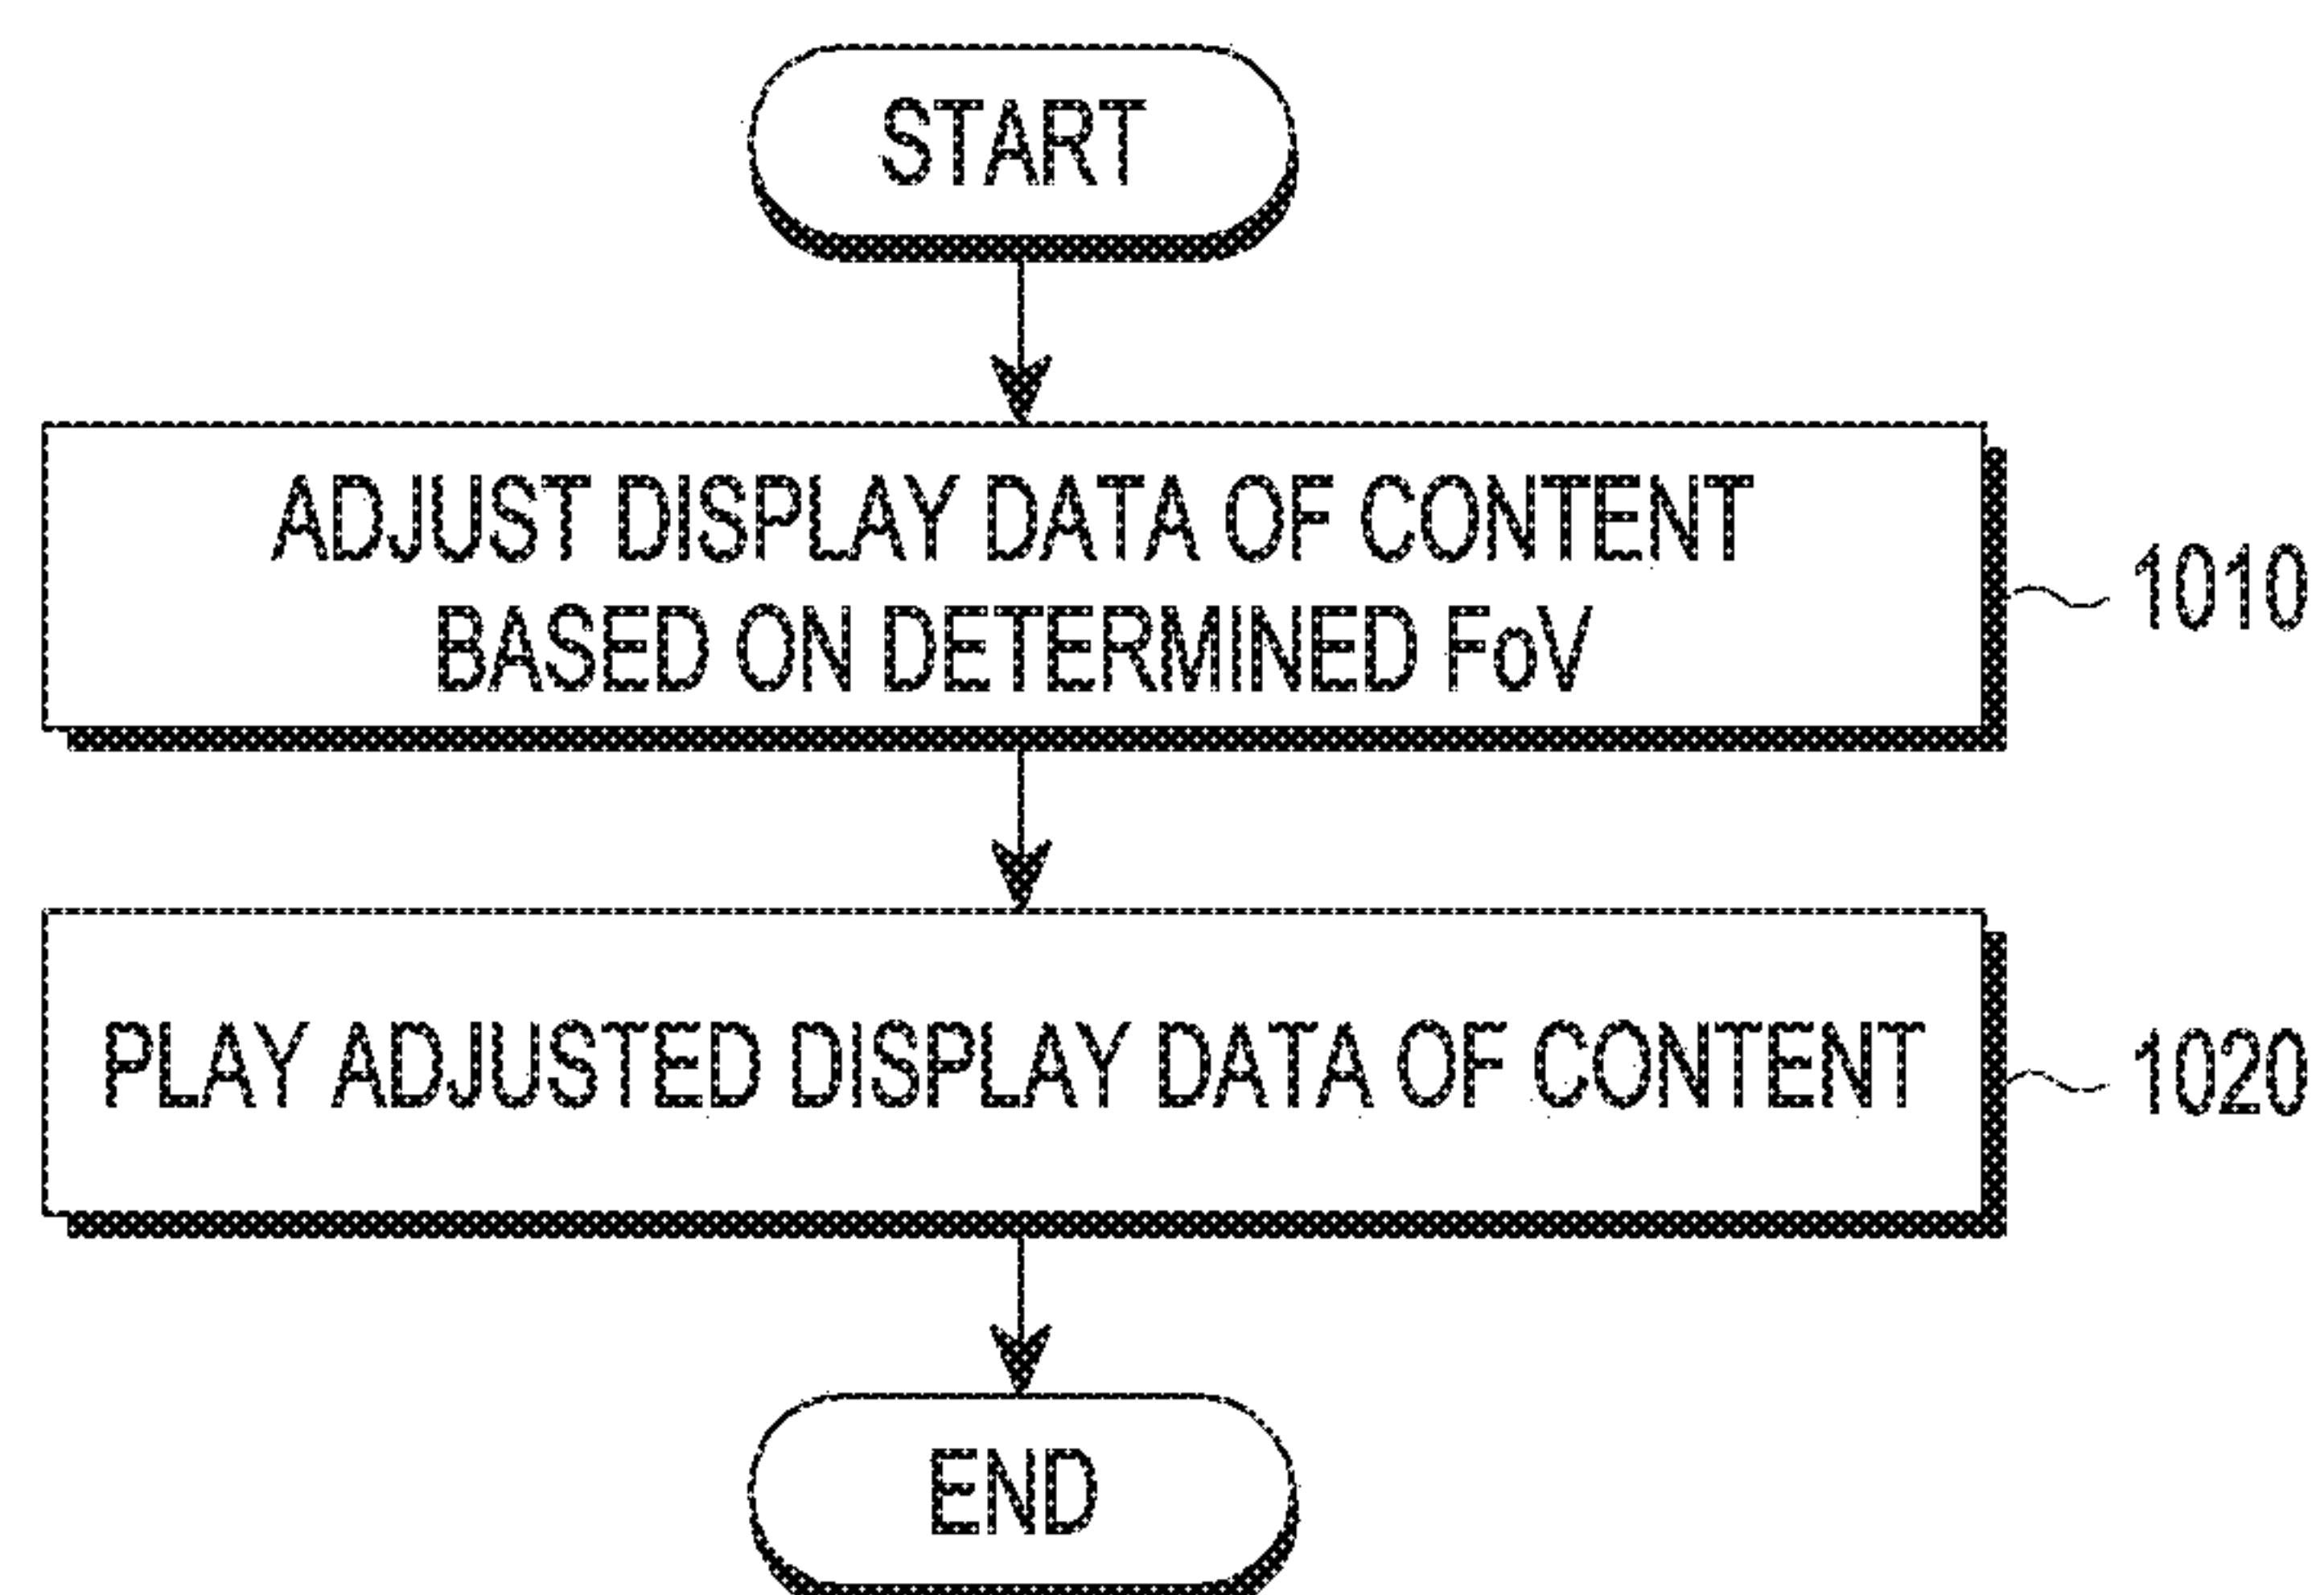 START
ADJUST DISPLAY DATA OF CONTENT
BASED ON DETERMINED FoV
1010
PLAY ADJUSTED DISPLAY DATA OF CONTENT
1020
END